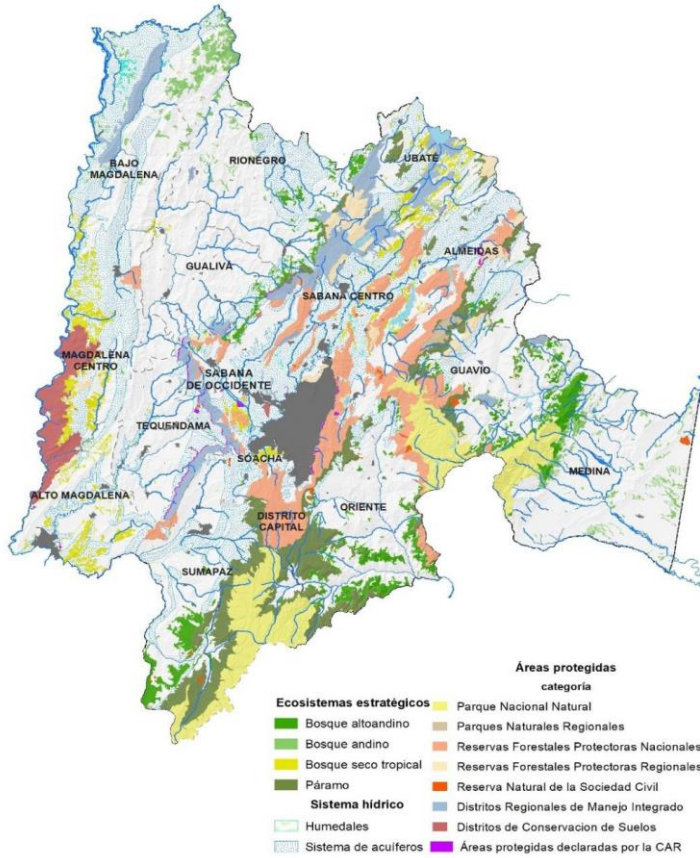 BAJO
MAGDALENA
RIONEGRO
UBATÉ
GUALIVÁ
ALMEIDAS
SABANA CENTRO
MAGDALENA
CENTRO
SABANA
DE OCCIDENTE
GUAVIO
TEQUENDAMA
SOACHA
MEDINA
ALTO MAGDALENA
DISTRITO
CAPITAL
ORIENTE
SUMAPAZ
Ecosistemas estratégicos
Bosque altoandino
Bosque andino
Bosque seco tropical
Páramo
Sistema hídrico
Humedales
Sistema de acuíferos
Áreas protegidas
categoría
Parque Nacional Natural
Parques Naturales Regionales
Reservas Forestales Protectoras Nacionales
Reservas Forestales Protectoras Regionales
Reserva Natural de la Sociedad Civil
Distritos Regionales de Manejo Integrado
Distritos de Conservacion de Suelos
Áreas protegidas declaradas por la CAR